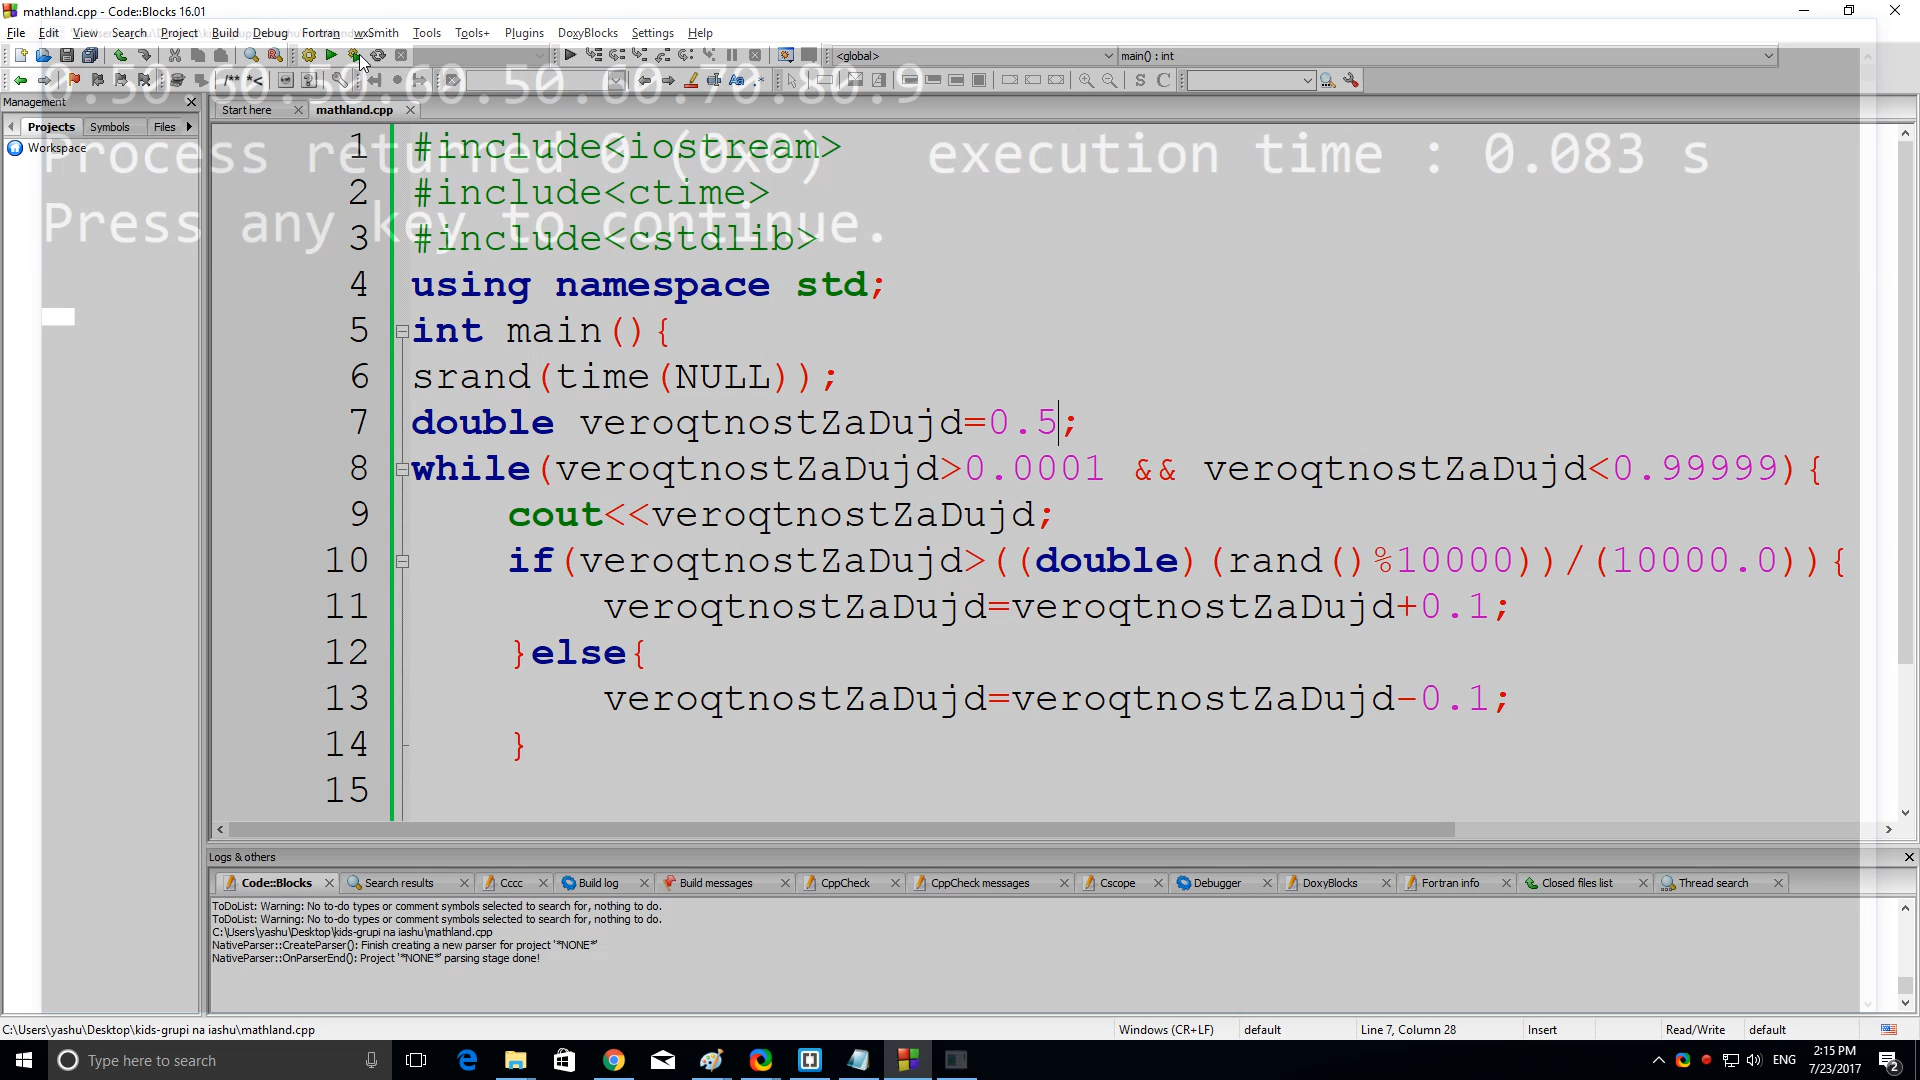 mathland.cpp - Code::Blocks 16.01
File Edit View Search Project Build Debug Fortran wxSmith Tools Tools+ Plugins DoxyBlocks Settings Help
<global> main() : int
0.50.60.50.60.50.60.70.80.9
Process returned 0 (0x0) execution time : 0.083 s
Press any key to continue.
Management
Projects Symbols Files
Workspace
Start here mathland.cpp
1 #include<iostream>
2 #include<ctime>
3 #include<cstdlib>
4 using namespace std;
5 int main(){
6 srand(time(NULL));
7 double veroqtnostZaDujd=0.5;
8 while(veroqtnostZaDujd>0.0001 && veroqtnostZaDujd<0.99999){
9 cout<<veroqtnostZaDujd;
10 if(veroqtnostZaDujd>((double)(rand()%10000))/(10000.0)){
11 veroqtnostZaDujd=veroqtnostZaDujd+0.1;
12 }else{
13 veroqtnostZaDujd=veroqtnostZaDujd-0.1;
14 }
15
Logs & others
Code::Blocks Search results Cccc Build log Build messages CppCheck CppCheck messages Cscope Debugger DoxyBlocks Fortran info Closed files list Thread search
ToDoList: Warning: No to-do types or comment symbols selected to search for, nothing to do.
ToDoList: Warning: No to-do types or comment symbols selected to search for, nothing to do.
C:\Users\yashu\Desktop\kids-grupi na iashu\mathland.cpp
NativeParser::CreateParser(): Finish creating a new parser for project '*NONE*'
NativeParser::OnParserEnd(): Project '*NONE*' parsing stage done!
C:\Users\yashu\Desktop\kids-grupi na iashu\mathland.cpp Windows (CR+LF) default Line 7, Column 28 Insert Read/Write default
Type here to search ENG 2:15 PM
7/23/2017 2